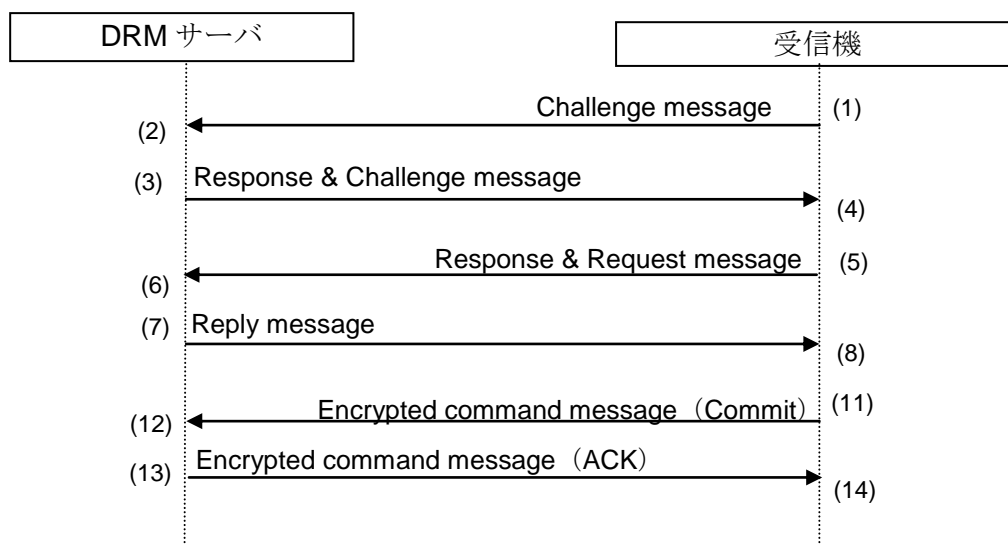 DRM サーバ
受信機
Challenge message
(1)
(2)
(3)
Response & Challenge message
(4)
Response & Request message
(5)
(6)
(7)
Reply message
(8)
Encrypted command message（Commit）
(11)
(12)
(13)
Encrypted command message（ACK）
(14)